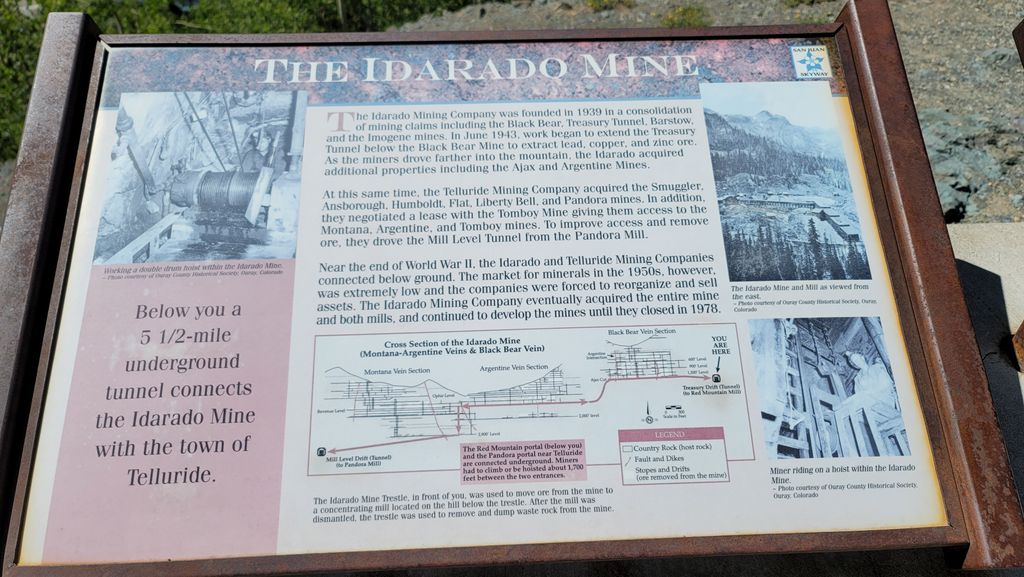 THE IDARADO MINE
SAN JUAN
SKYWAY
The Idarado Mining Company was founded in 1939 in a consolidation
of mining claims including the Black Bear, Treasury Tunnel, Barstow,
and the Imogene mines. In June 1943, work began to extend the Treasury
Tunnel below the Black Bear Mine to extract lead, copper, and zinc ore.
As the miners drove farther into the mountain, the Idarado acquired
additional properties including the Ajax and Argentine Mines.
At this same time, the Telluride Mining Company acquired the Smuggler,
Ansborough, Humboldt, Flat, Liberty Bell, and Pandora mines. In addition,
they negotiated a lease with the Tomboy Mine giving them access to the
Montana, Argentine, and Tomboy mines. To improve access and remove
ore, they drove the Mill Level Tunnel from the Pandora Mill.
Near the end of World War II, the Idarado and Telluride Mining Companies
connected below ground. The market for minerals in the 1950s, however,
was extremely low and the companies were forced to reorganize and sell
assets. The Idarado Mining Company eventually acquired the entire mine
and both mills, and continued to develop the mines until they closed in 1978.
Working a double drum hoist within the Idarado Mine.
– Photo courtesy of Ouray County Historical Society, Ouray, Colorado
Below you a
5 1/2-mile
underground
tunnel connects
the Idarado Mine
with the town of
Telluride.
The Idarado Mine and Mill as viewed from
the east.
– Photo courtesy of Ouray County Historical Society, Ouray,
Colorado
Cross Section of the Idarado Mine
(Montana-Argentine Veins & Black Bear Vein)
Black Bear Vein Section
YOU
ARE
HERE
Montana Vein Section
Argentine Vein Section
Argentine
Intersection
Ajax
600' Level
900' Level
1,200' Level
Ophir Level
Revenue Level
2,000' Level
Treasury Drift (Tunnel)
(to Red Mountain Mill)
Scale in Feet
Mill Level Drift (Tunnel)
(to Pandora Mill)
The Red Mountain portal (below you)
and the Pandora portal near Telluride
are connected underground. Miners
had to climb or be hoisted about 1,700
feet between the two entrances.
LEGEND
Country Rock (host rock)
Fault and Dikes
Stopes and Drifts
(ore removed from the mine)
The Idarado Mine Trestle, in front of you, was used to move ore from the mine to
a concentrating mill located on the hill below the trestle. After the mill was
dismantled, the trestle was used to remove and dump waste rock from the mine.
Miner riding on a hoist within the Idarado
Mine.
– Photo courtesy of Ouray County Historical Society,
Ouray, Colorado